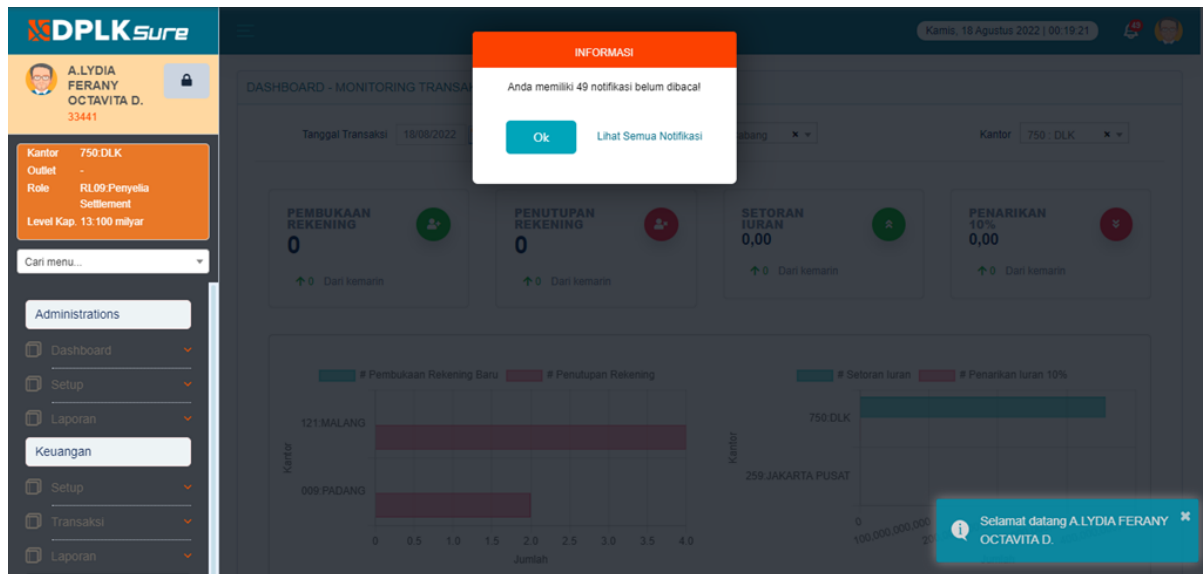 DPLKSure
A.LYDIA
FERANY
OCTAVITA D.
33441
Kantor 750:DLK
Outlet -
Role RL09:Penyelia
Settlement
Level Kap. 13:100 milyar
Cari menu...
Administrations
Dashboard
Setup
Laporan
Keuangan
Setup
Transaksi
Laporan
Kamis, 18 Agustus 2022 | 00:19:21
INFORMASI
Anda memiliki 49 notifikasi belum dibaca!
Ok Lihat Semua Notifikasi
DASHBOARD - MONITORING
Tanggal Transaksi 18/08/2022
Kantor 750 : DLK
PEMBUKAAN
REKENING
0
0 Dari kemarin
PENUTUPAN
REKENING
0
0 Dari kemarin
SETORAN
IURAN
0,00
0 Dari kemarin
PENARIKAN
10%
0,00
0 Dari kemarin
# Pembukaan Rekening Baru # Penutupan Rekening
121:MALANG
009:PADANG
Kantor
0 0.5 1.0 1.5 2.0 2.5 3.0 3.5 4.0
Jumlah
# Setoran Iuran # Penarikan Iuran 10%
750:DLK
259:JAKARTA PUSAT
Kantor
0
100,000,000,000
Selamat datang A.LYDIA FERANY
OCTAVITA D.